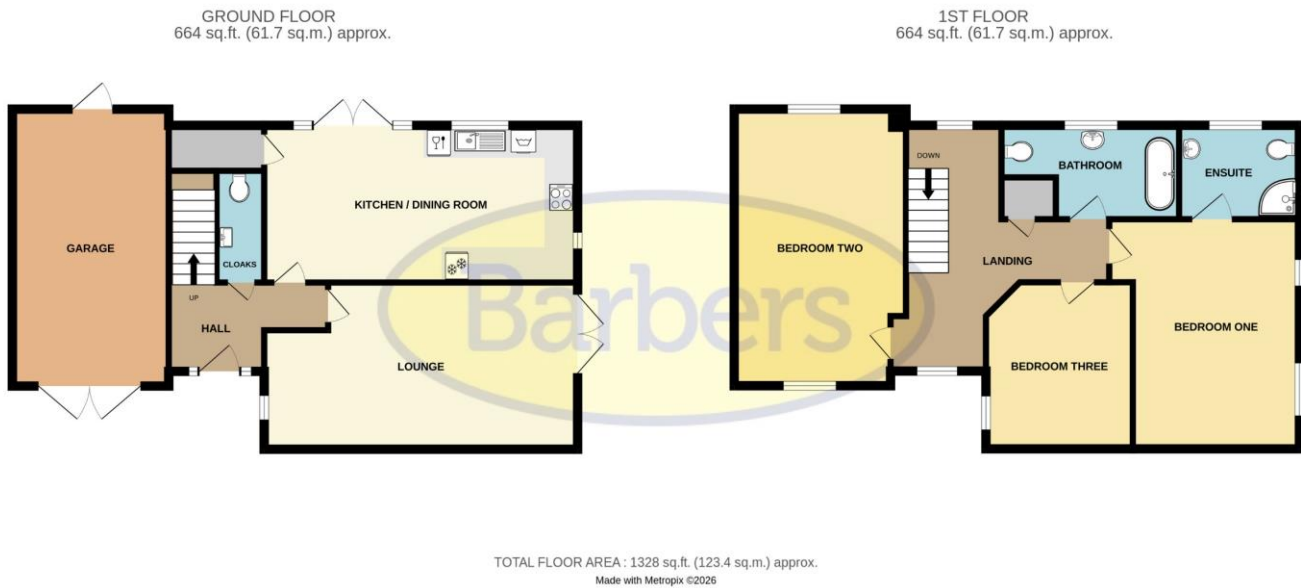 GROUND FLOOR
664 sq.ft. (61.7 sq.m.) approx.
GARAGE
KITCHEN / DINING ROOM
CLOAKS
UP
HALL
LOUNGE
1ST FLOOR
664 sq.ft. (61.7 sq.m.) approx.
DOWN
BATHROOM
ENSUITE
BEDROOM TWO
LANDING
BEDROOM ONE
BEDROOM THREE
Barbers
TOTAL FLOOR AREA : 1328 sq.ft. (123.4 sq.m.) approx.
Made with Metropix ©2026